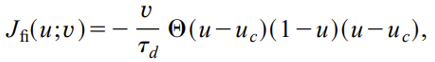 J_fi(u;v) = − v/τ_d Θ(u−u_c)(1−u)(u−u_c),